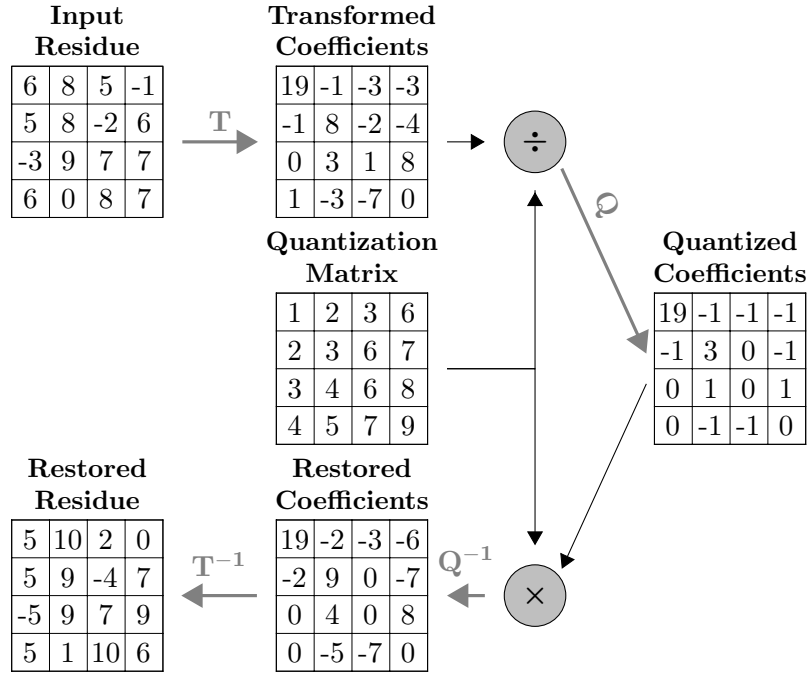 Input
Residue
6 8 5 -1
5 8 -2 6
-3 9 7 7
6 0 8 7
T
Transformed
Coefficients
19 -1 -3 -3
-1 8 -2 -4
0 3 1 8
1 -3 -7 0
÷
Q
Quantization
Matrix
1 2 3 6
2 3 6 7
3 4 6 8
4 5 7 9
Quantized
Coefficients
19 -1 -1 -1
-1 3 0 -1
0 1 0 1
0 -1 -1 0
Restored
Residue
5 10 2 0
5 9 -4 7
-5 9 7 9
5 1 10 6
T⁻¹
Restored
Coefficients
19 -2 -3 -6
-2 9 0 -7
0 4 0 8
0 -5 -7 0
Q⁻¹
×